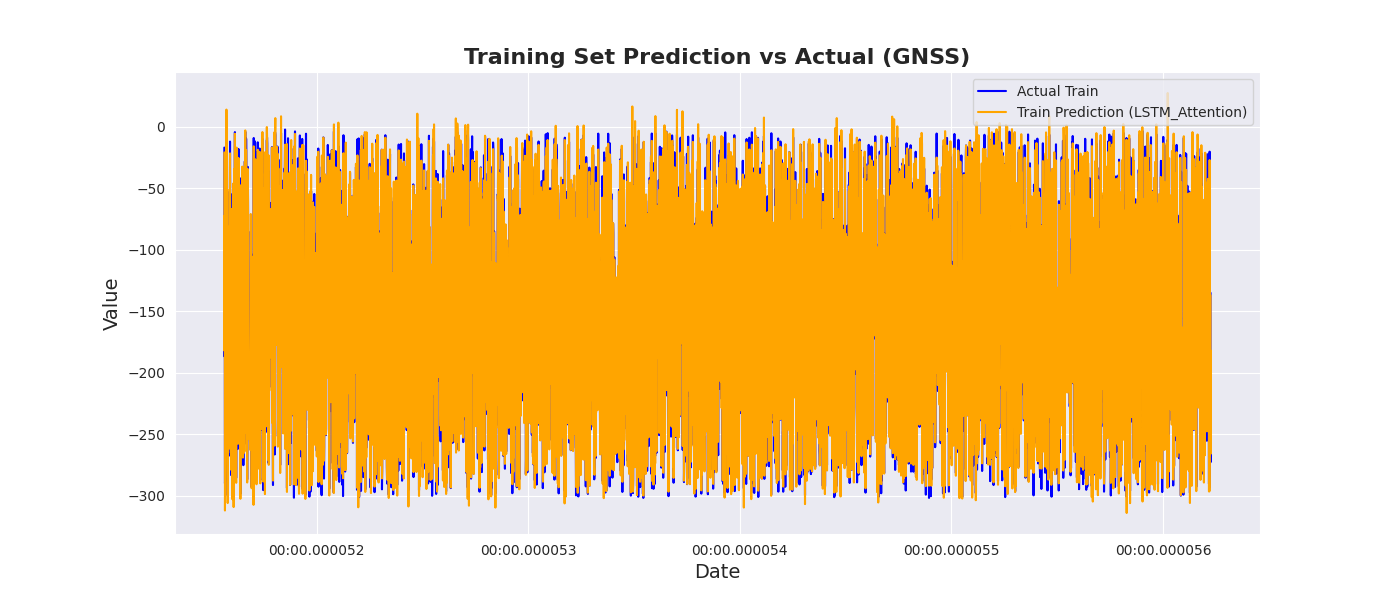 Training Set Prediction vs Actual (GNSS)
Actual Train
Train Prediction (LSTM_Attention)
Value
0
−50
−100
−150
−200
−250
−300
00:00.000052 00:00.000053 00:00.000054 00:00.000055 00:00.000056
Date